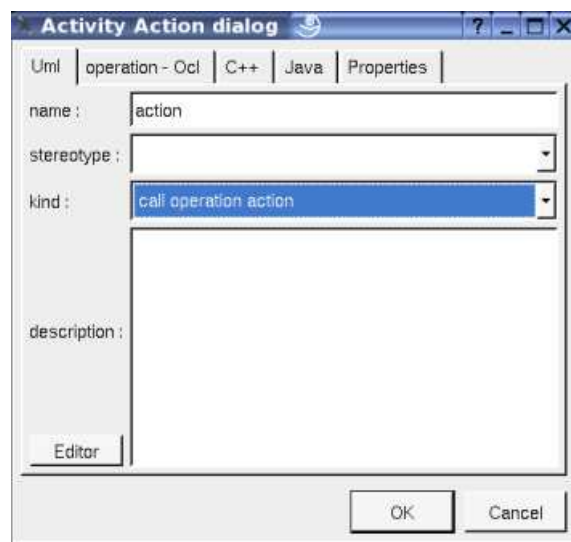 Activity Action dialog ?
Uml operation - Ocl C++ Java Properties
name : action
stereotype :
kind : call operation action
description :
Editor
OK Cancel